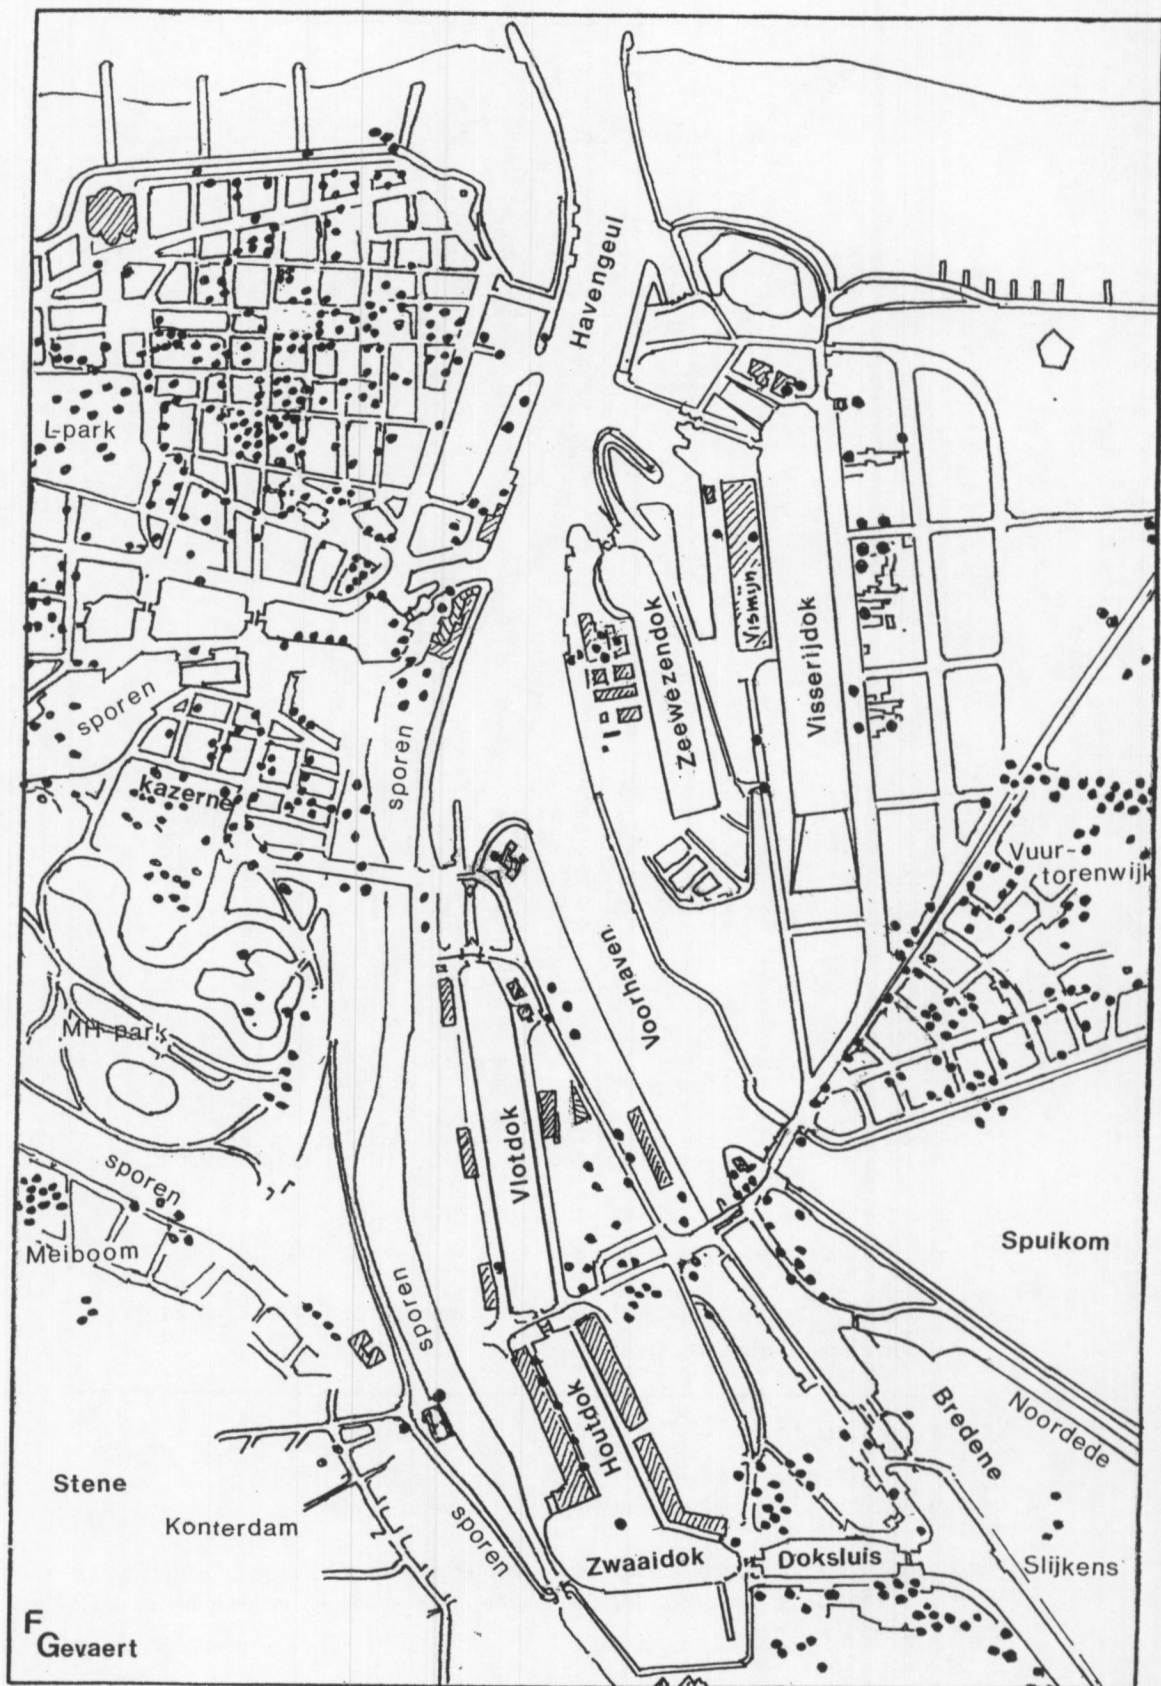 Havengeul
L-park
Vismijn
Zeewezendok
Visserijdok
sporen
sporen
kazerne
Vuur-
torenwijk
Voorhaven.
MH park
Vlotdok
sporen
Meiboom
Spuikom
sporen
Houtdok
Bredene
Noordede
Stene
Konterdam
sporen
Zwaaidok
Doksluis
Slijkens
F
Gevaert